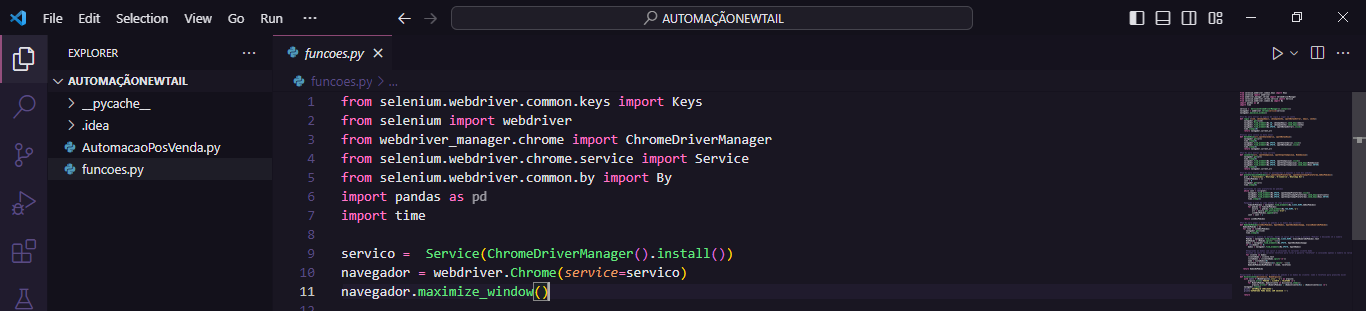 File Edit Selection View Go Run ··· ← → AUTOMAÇÃONEWTAIL
EXPLORER ···
AUTOMAÇÃONEWTAIL
__pycache__
.idea
AutomacaoPosVenda.py
funcoes.py
funcoes.py ×
funcoes.py > ...
1 from selenium.webdriver.common.keys import Keys
2 from selenium import webdriver
3 from webdriver_manager.chrome import ChromeDriverManager
4 from selenium.webdriver.chrome.service import Service
5 from selenium.webdriver.common.by import By
6 import pandas as pd
7 import time
8
9 servico =  Service(ChromeDriverManager().install())
10 navegador = webdriver.Chrome(service=servico)
11 navegador.maximize_window()